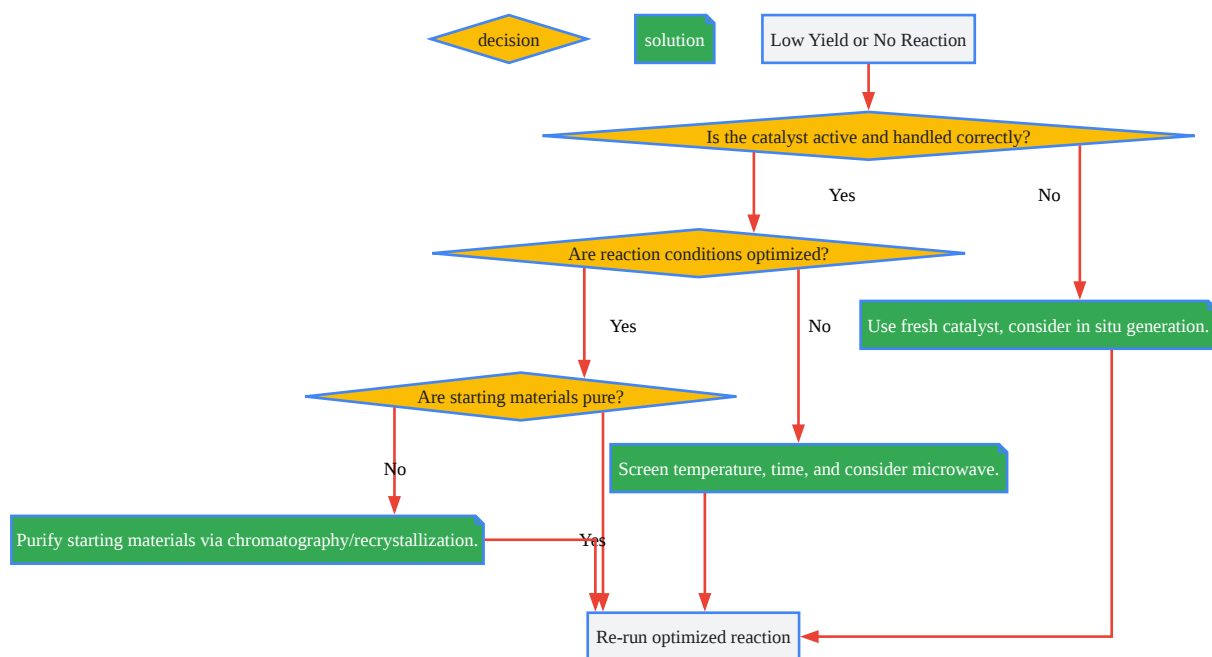 decision
solution
Low Yield or No Reaction
Is the catalyst active and handled correctly?
Yes
No
Are reaction conditions optimized?
Use fresh catalyst, consider in situ generation.
Yes
No
Are starting materials pure?
No
Screen temperature, time, and consider microwave.
Purify starting materials via chromatography/recrystallization.
Yes
Re-run optimized reaction